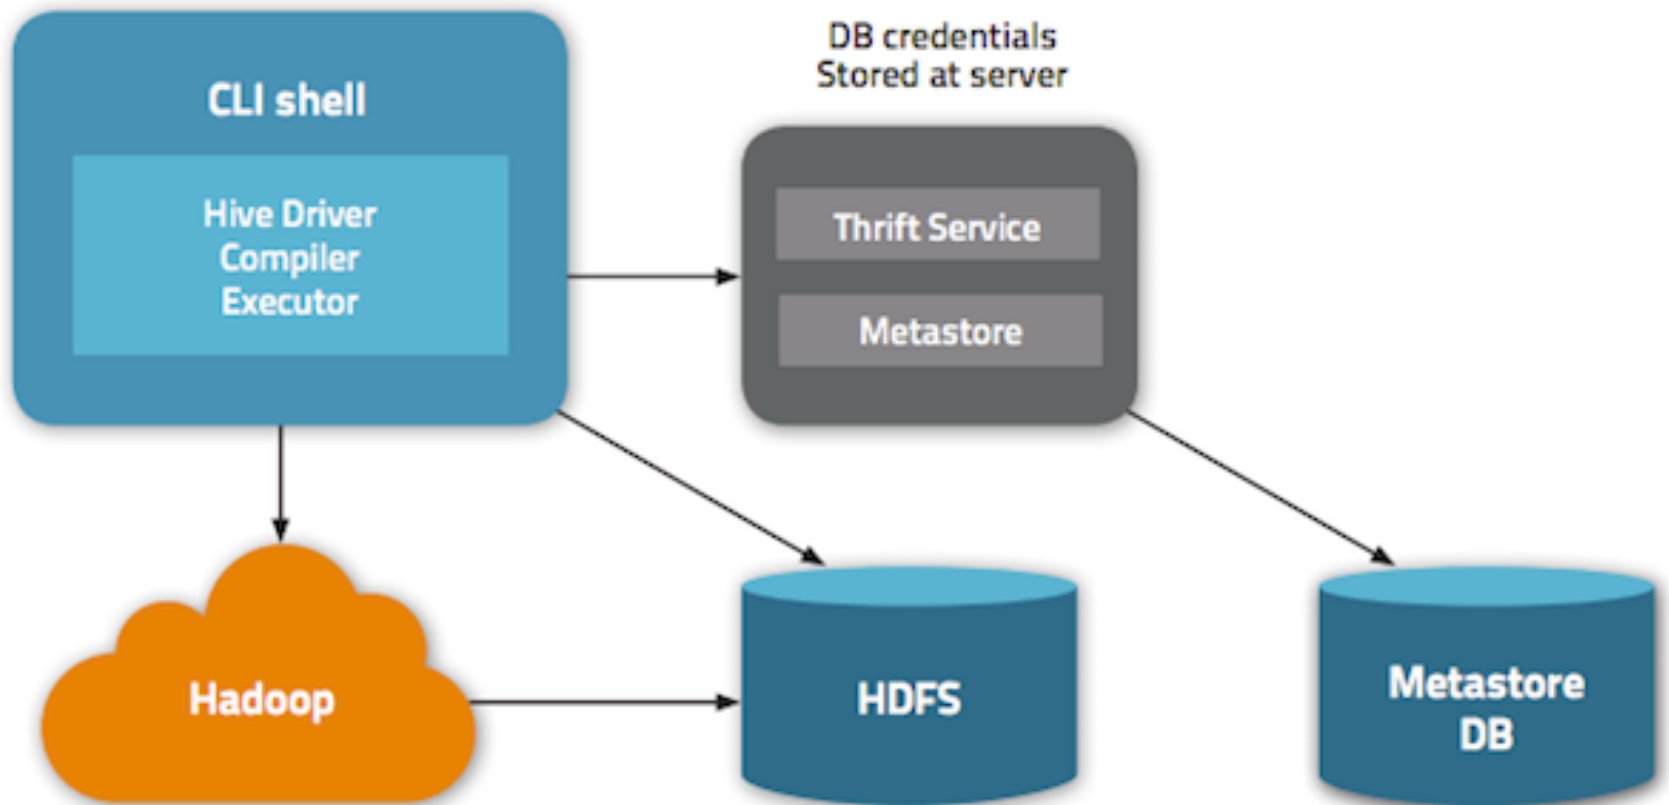 CLI shell
Hive Driver
Compiler
Executor
DB credentials
Stored at server
Thrift Service
Metastore
Hadoop
HDFS
Metastore
DB